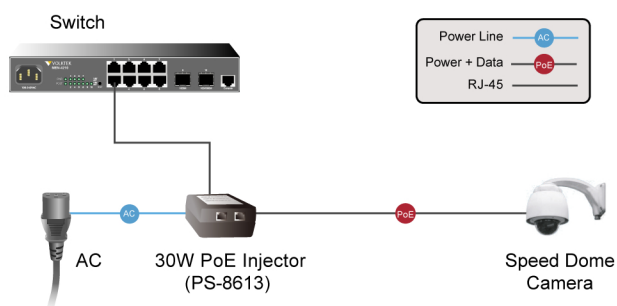 Switch
VOLKTEK
Power Line
AC
Power + Data
PoE
RJ-45
AC
PoE
AC
30W PoE Injector
(PS-8613)
Speed Dome
Camera